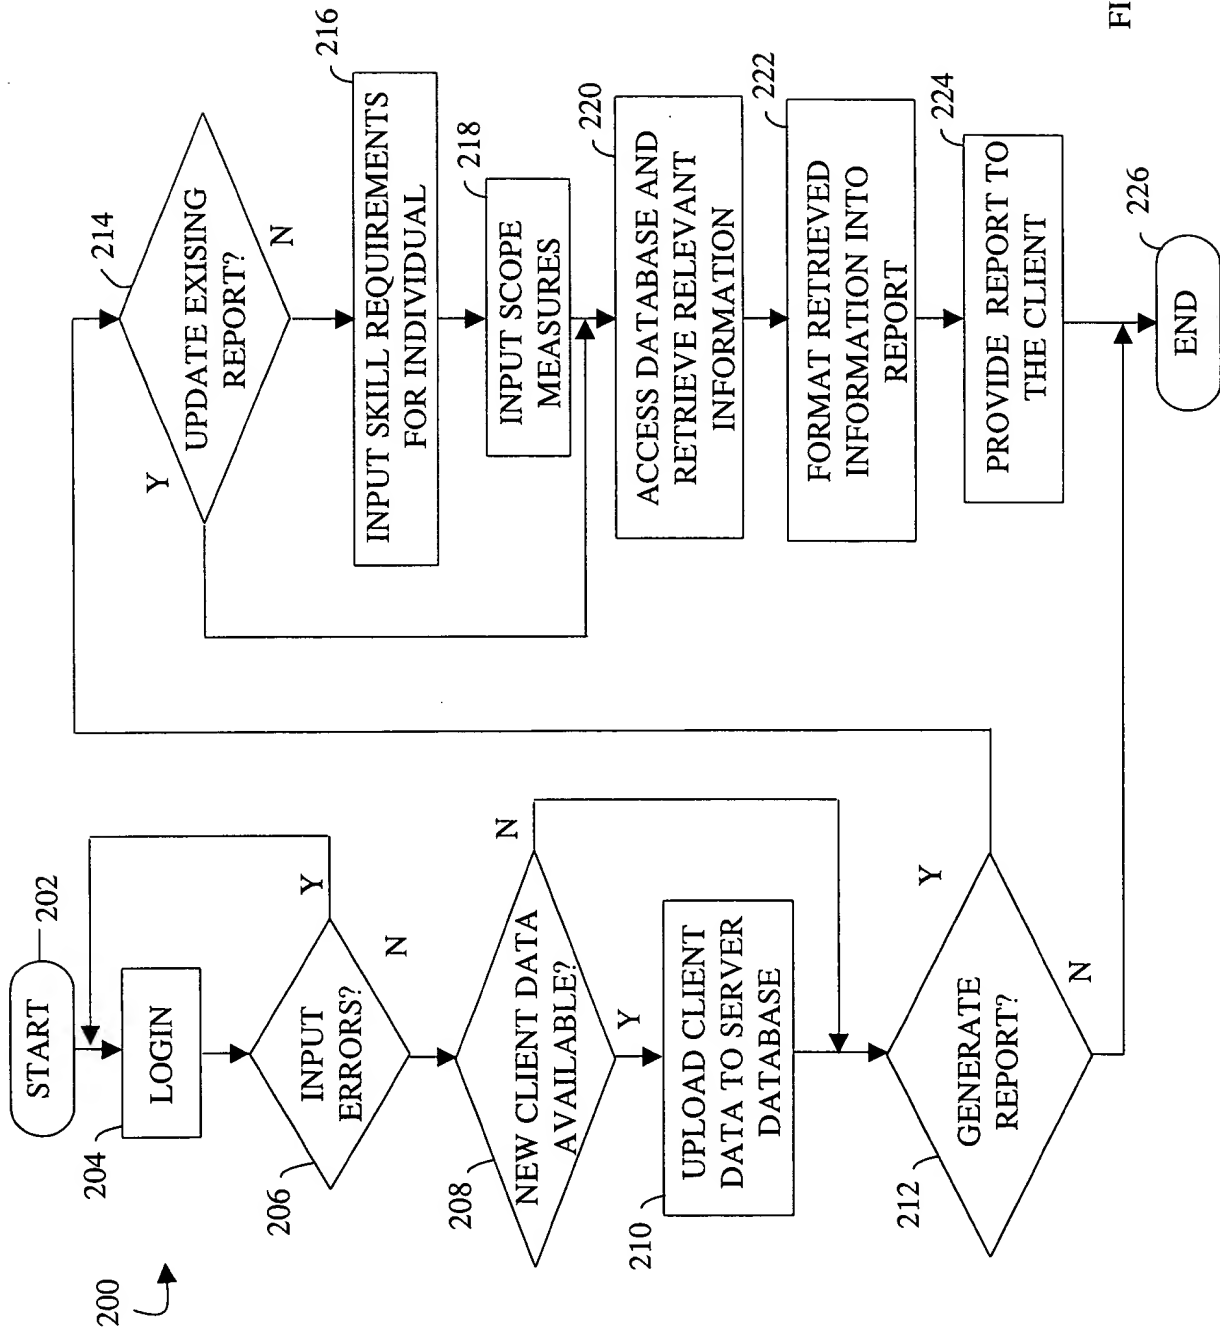 200
START
202
LOGIN
204
INPUT
ERRORS?
206
Y
N
NEW CLIENT DATA
AVAILABLE?
208
N
Y
UPLOAD CLIENT
DATA TO SERVER
DATABASE
210
GENERATE
REPORT?
212
Y
N
UPDATE EXISING
REPORT?
214
Y
N
INPUT SKILL REQUIREMENTS
FOR INDIVIDUAL
216
INPUT SCOPE
MEASURES
218
ACCESS DATABASE AND
RETRIEVE RELEVANT
INFORMATION
220
FORMAT RETRIEVED
INFORMATION INTO
REPORT
222
PROVIDE REPORT TO
THE CLIENT
224
END
226
FI